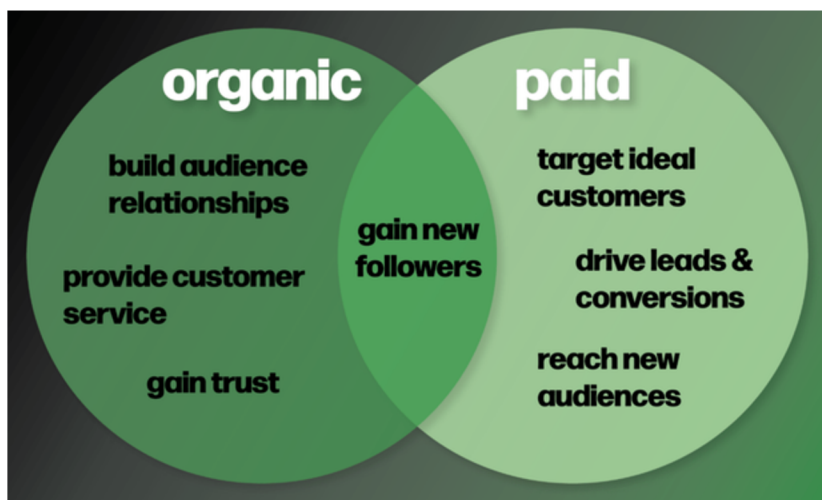 organic
build audience
relationships
provide customer
service
gain trust
gain new
followers
paid
target ideal
customers
drive leads &
conversions
reach new
audiences